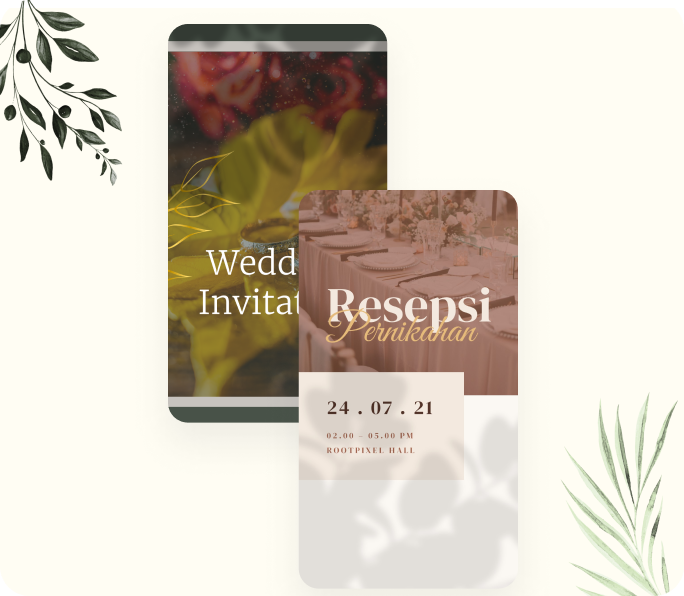 Wedd
Invitat
Resepsi
Pernikahan
24 . 07 . 21
02.00 - 05.00 PM
ROOTPIXEL HALL